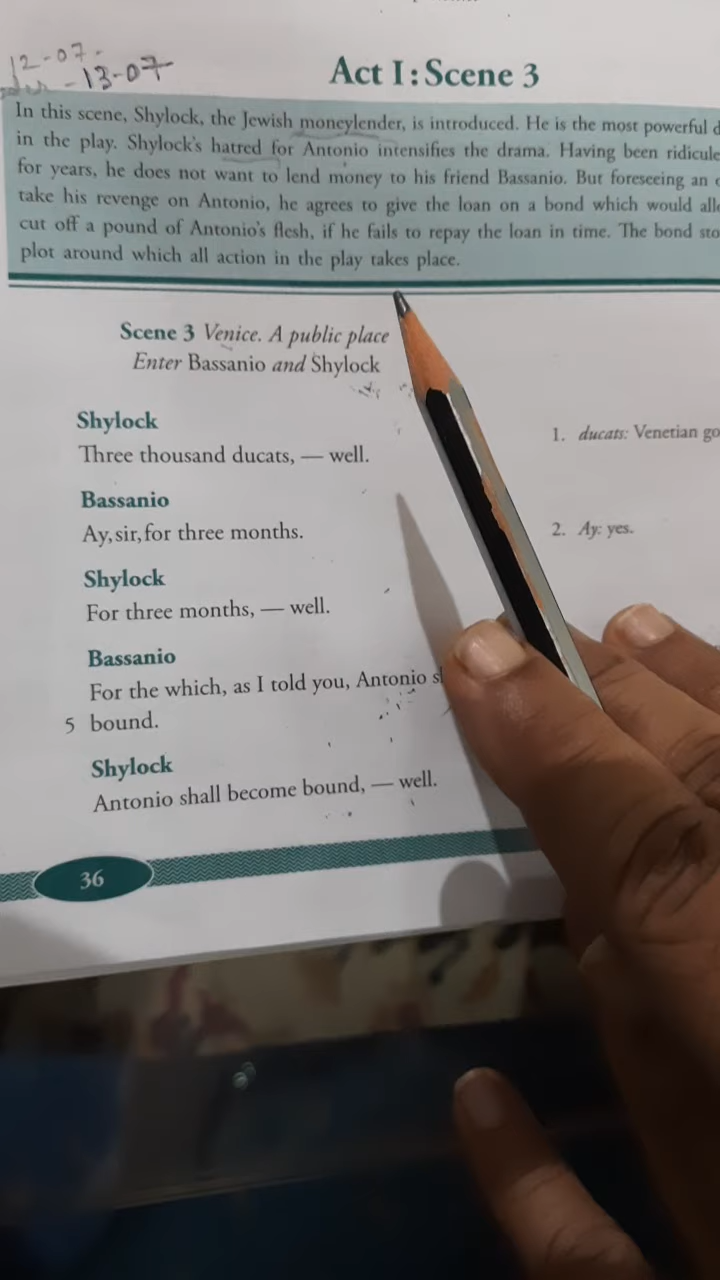 12-07-
-13-07
Act I : Scene 3
In this scene, Shylock, the Jewish moneylender, is introduced. He is the most powerful
in the play. Shylock's hatred for Antonio intensifies the drama. Having been ridicule
for years, he does not want to lend money to his friend Bassanio. But foreseeing an
take his revenge on Antonio, he agrees to give the loan on a bond which would all
cut off a pound of Antonio's flesh, if he fails to repay the loan in time. The bond sto
plot around which all action in the play takes place.
Scene 3 Venice. A public place
Enter Bassanio and Shylock
Shylock
Three thousand ducats, — well.
1. ducats: Venetian go
Bassanio
Ay, sir, for three months.
2. Ay: yes.
Shylock
For three months, — well.
Bassanio
For the which, as I told you, Antonio s
5 bound.
Shylock
Antonio shall become bound, — well.
36